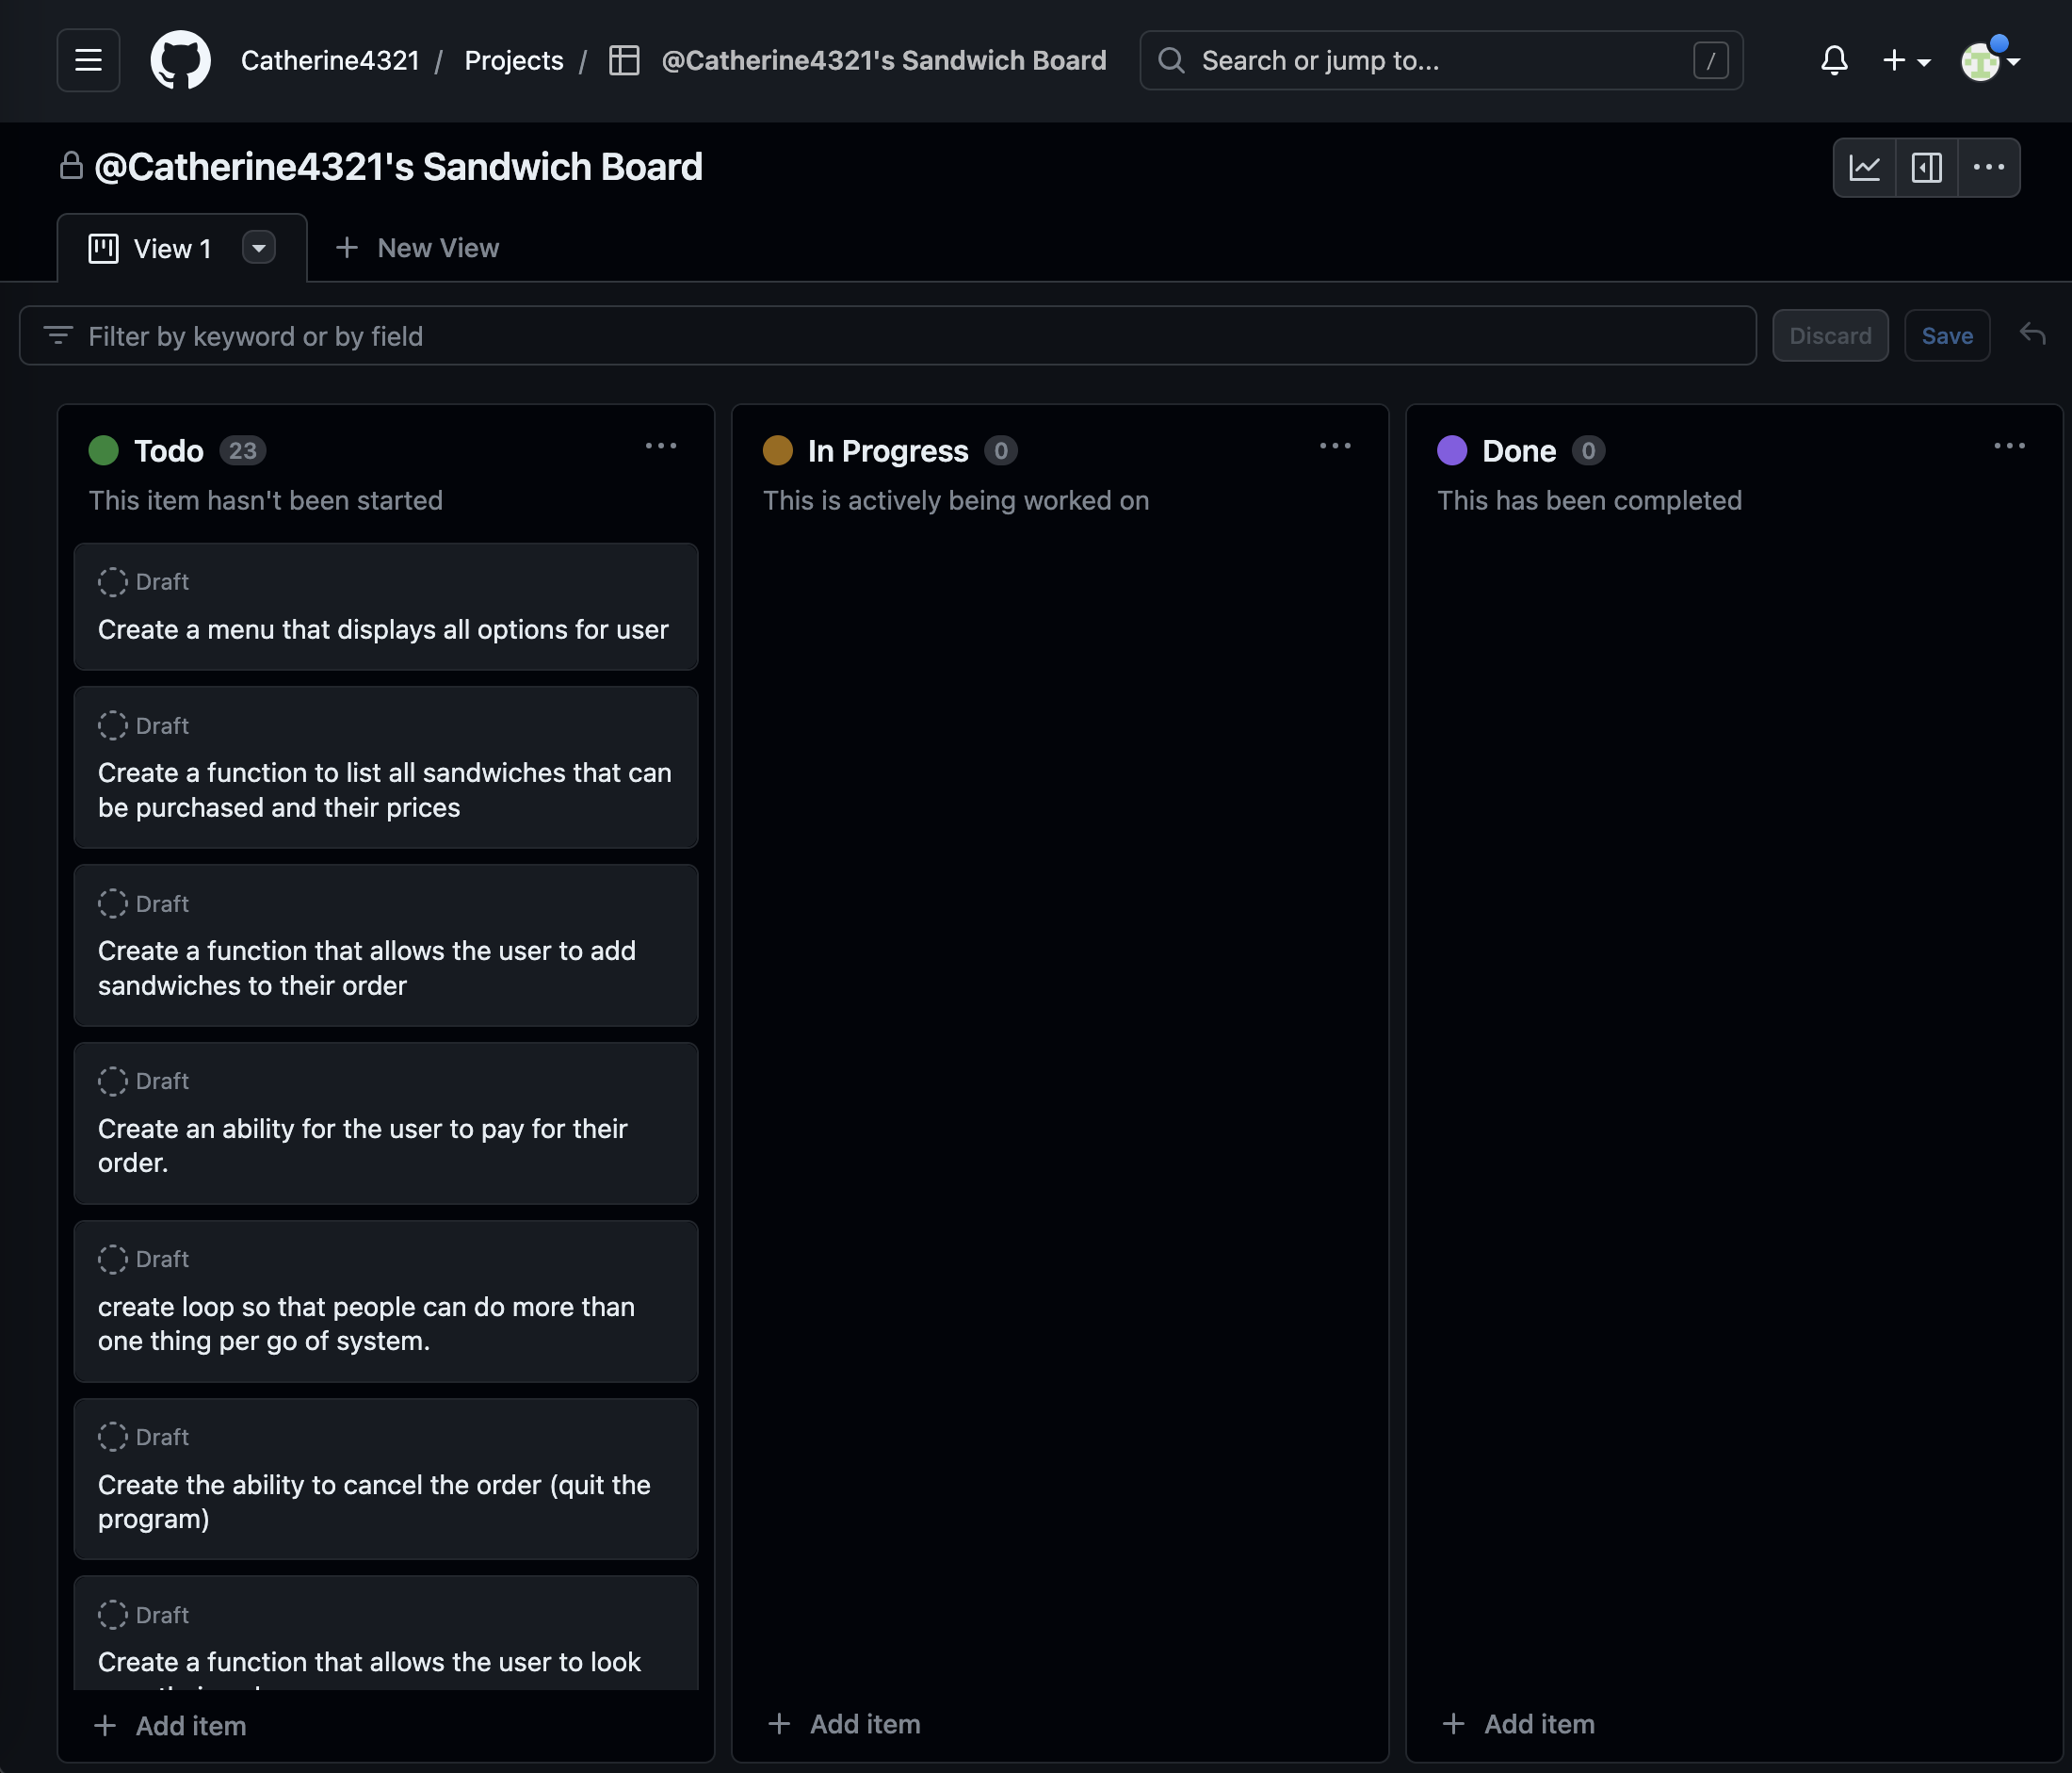 Catherine4321 / Projects / @Catherine4321's Sandwich Board
Search or jump to...
/
@Catherine4321's Sandwich Board
View 1
New View
Filter by keyword or by field
Discard
Save
Todo 23
This item hasn't been started
Draft
Create a menu that displays all options for user
Draft
Create a function to list all sandwiches that can
be purchased and their prices
Draft
Create a function that allows the user to add
sandwiches to their order
Draft
Create an ability for the user to pay for their
order.
Draft
create loop so that people can do more than
one thing per go of system.
Draft
Create the ability to cancel the order (quit the
program)
Draft
Create a function that allows the user to look
Add item
In Progress 0
This is actively being worked on
Add item
Done 0
This has been completed
Add item